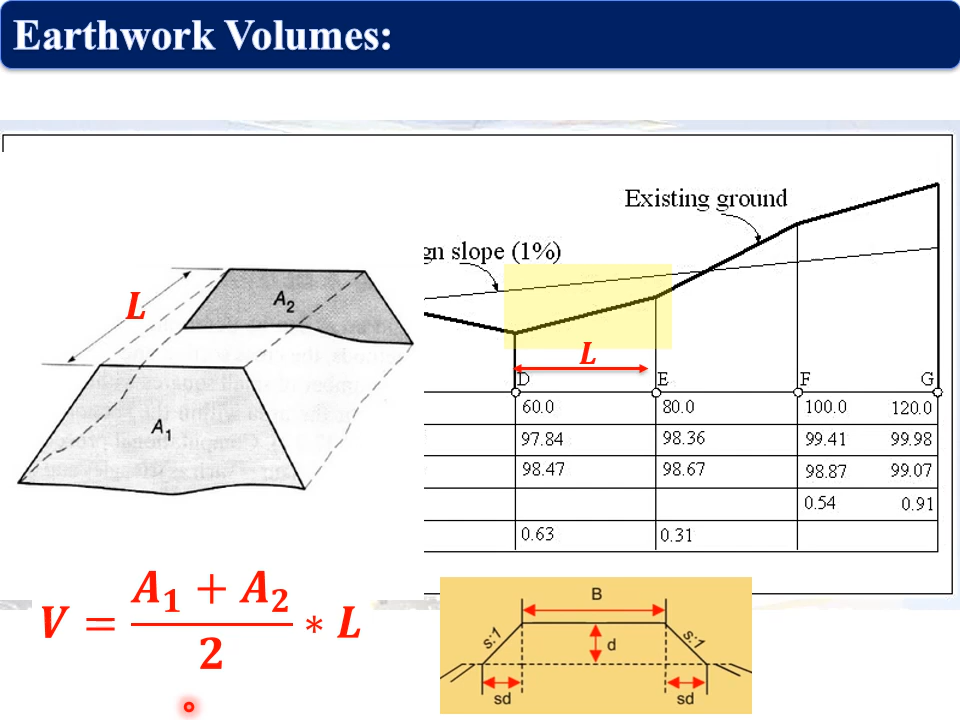 Earthwork Volumes:
Existing ground
gn slope (1%)
L
A₂
A₁
L
D E F G
60.0 80.0 100.0 120.0
97.84 98.36 99.41 99.98
98.47 98.67 98.87 99.07
0.54 0.91
0.63 0.31
V = (A₁ + A₂)/2 * L
B
s:1 s:1
d
sd sd